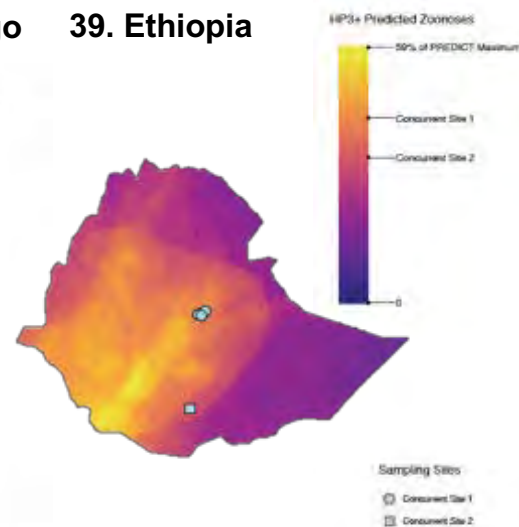 go 39. Ethiopia
HP3+ Predicted Zoonoses
59% of PREDICT Maximum
Concurrent Site 1
Concurrent Site 2
0
Sampling Sites
Concurrent Site 1
Concurrent Site 2